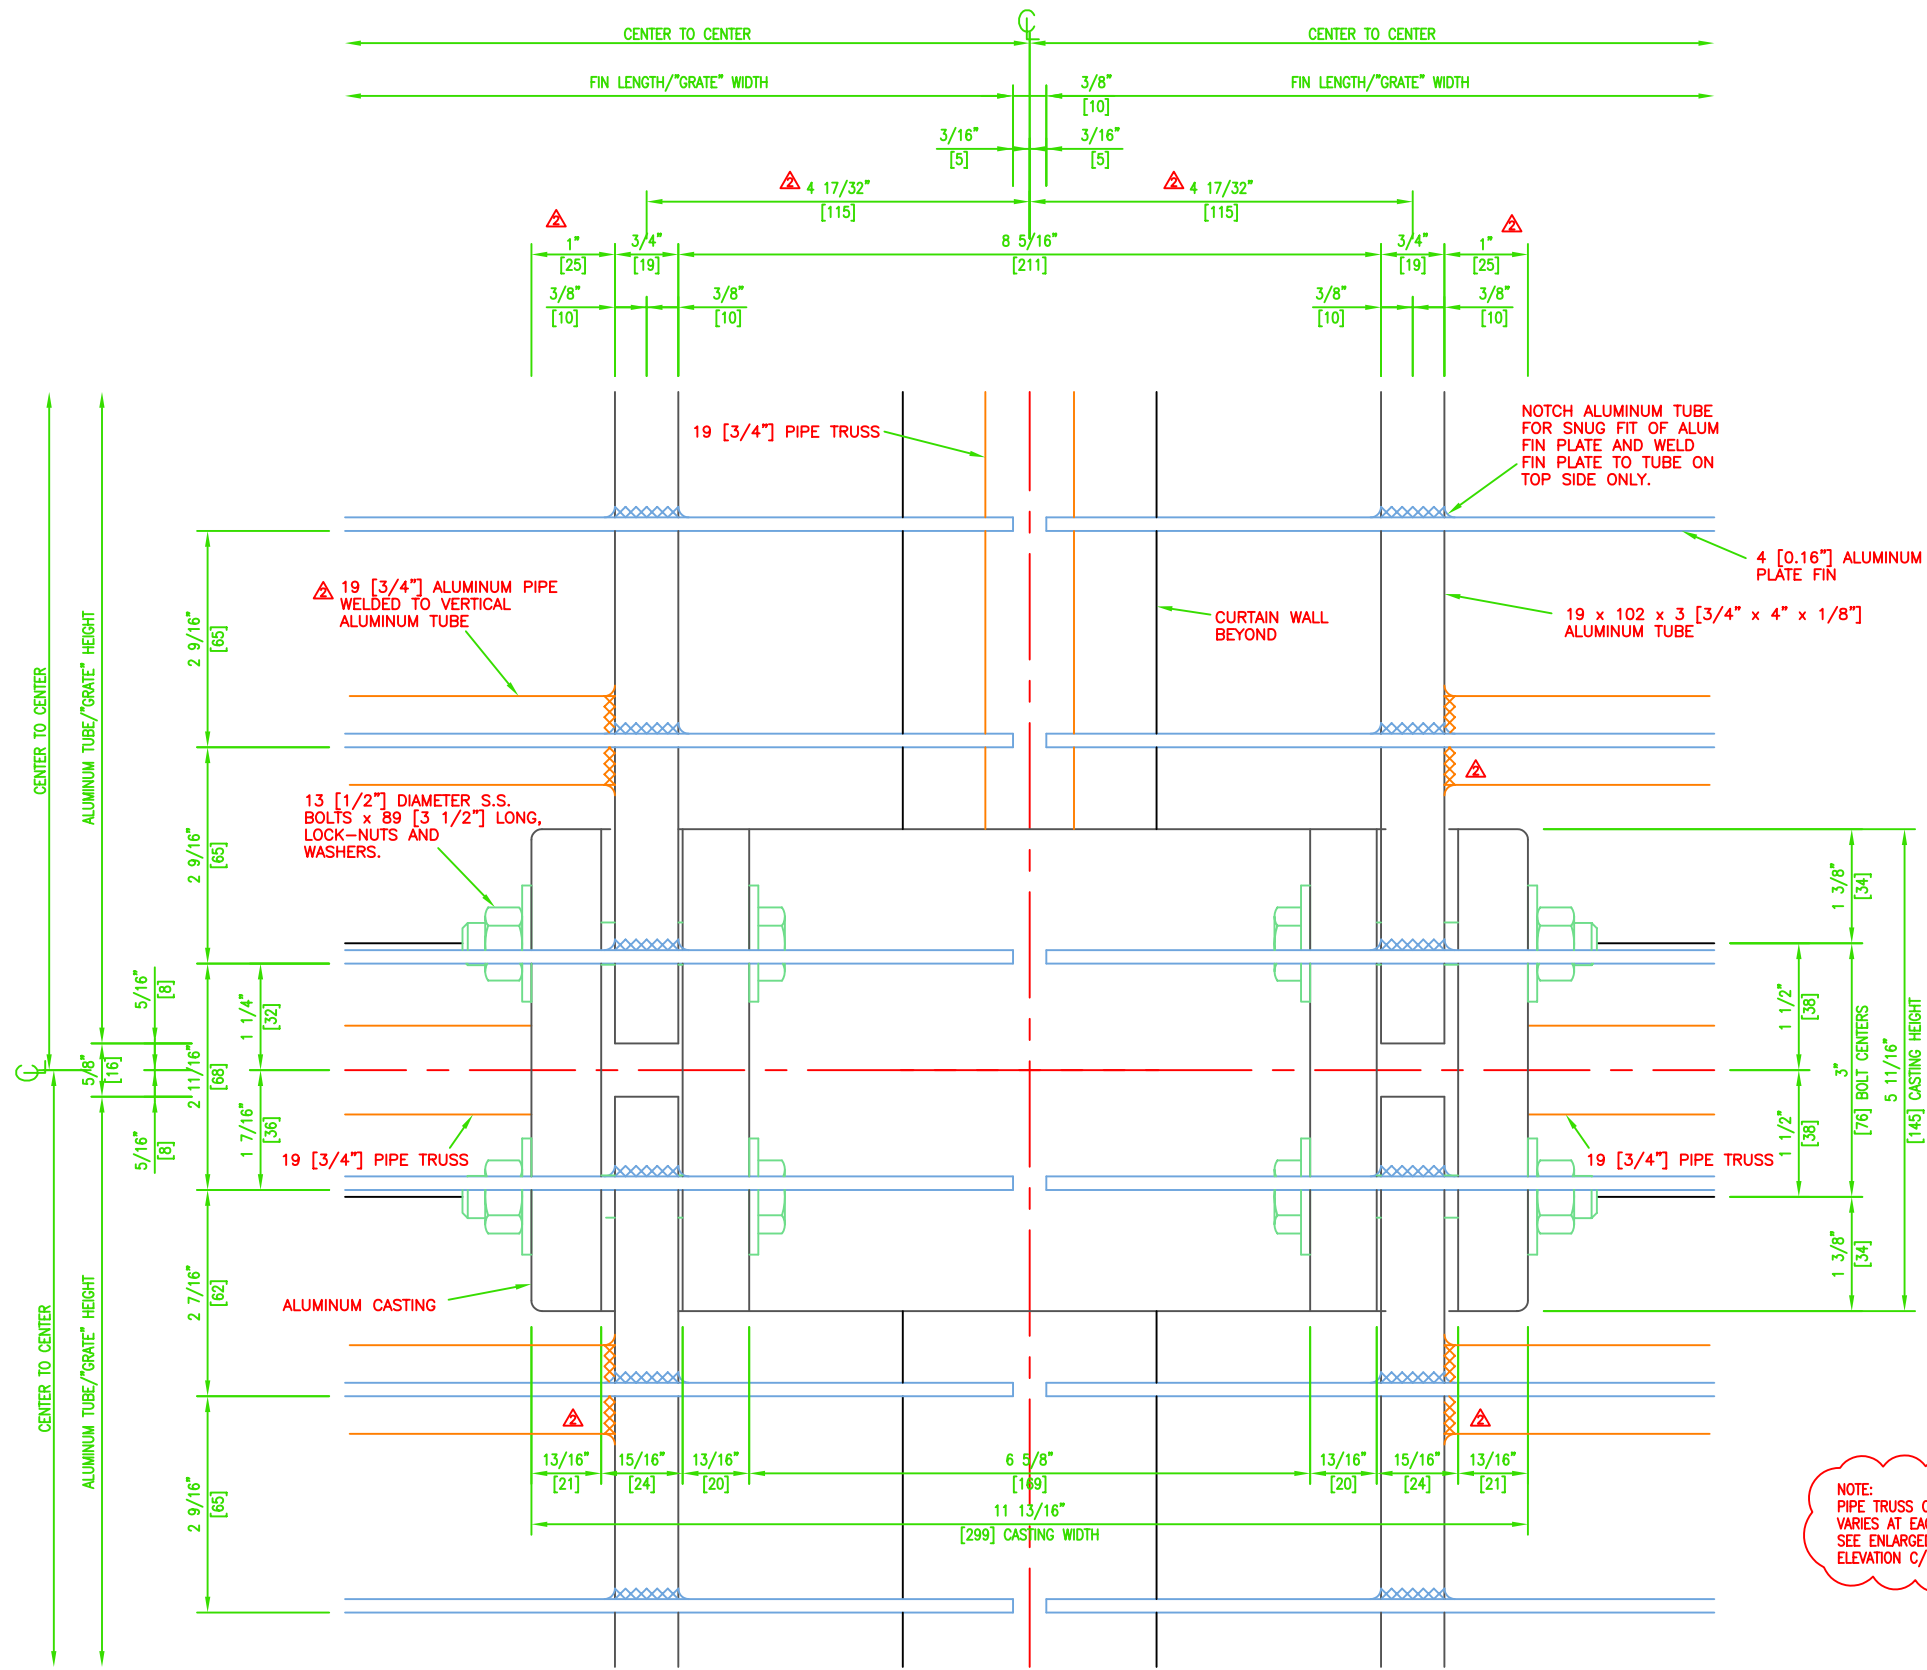 CL
CENTER TO CENTER
CENTER TO CENTER
FIN LENGTH/"GRATE" WIDTH
3/8"
[10]
FIN LENGTH/"GRATE" WIDTH
3/16"
[5]
3/16"
[5]
2
4 17/32"
[115]
2
4 17/32"
[115]
2
2
1"
[25]
3/4"
[19]
8 5/16"
[211]
3/4"
[19]
1"
[25]
3/8"
[10]
3/8"
[10]
3/8"
[10]
3/8"
[10]
19 [3/4"] PIPE TRUSS
NOTCH ALUMINUM TUBE
FOR SNUG FIT OF ALUM
FIN PLATE AND WELD
FIN PLATE TO TUBE ON
TOP SIDE ONLY.
4 [0.16"] ALUMINUM
PLATE FIN
2
19 [3/4"] ALUMINUM PIPE
WELDED TO VERTICAL
ALUMINUM TUBE
CURTAIN WALL
BEYOND
19 x 102 x 3 [3/4" x 4" x 1/8"]
ALUMINUM TUBE
2
13 [1/2"] DIAMETER S.S.
BOLTS x 89 [3 1/2"] LONG,
LOCK-NUTS AND
WASHERS.
CENTER TO CENTER
ALUMINUM TUBE/"GRATE" HEIGHT
2 9/16"
[65]
2 9/16"
[65]
5/16"
[8]
1 1/4"
[32]
CL
5/8"
[16]
2 11/16"
[68]
5/16"
[8]
1 7/16"
[36]
1 3/8"
[34]
1 1/2"
[38]
3"
[76] BOLT CENTERS
5 11/16"
[145] CASTING HEIGHT
1 1/2"
[38]
1 3/8"
[34]
19 [3/4"] PIPE TRUSS
19 [3/4"] PIPE TRUSS
ALUMINUM CASTING
2 7/16"
[62]
CENTER TO CENTER
ALUMINUM TUBE/"GRATE" HEIGHT
2 9/16"
[65]
2
2
13/16"
[21]
15/16"
[24]
13/16"
[20]
6 5/8"
[169]
13/16"
[20]
15/16"
[24]
13/16"
[21]
11 13/16"
[299] CASTING WIDTH
NOTE:
PIPE TRUSS
VARIES AT
SEE
ELEVATION C/